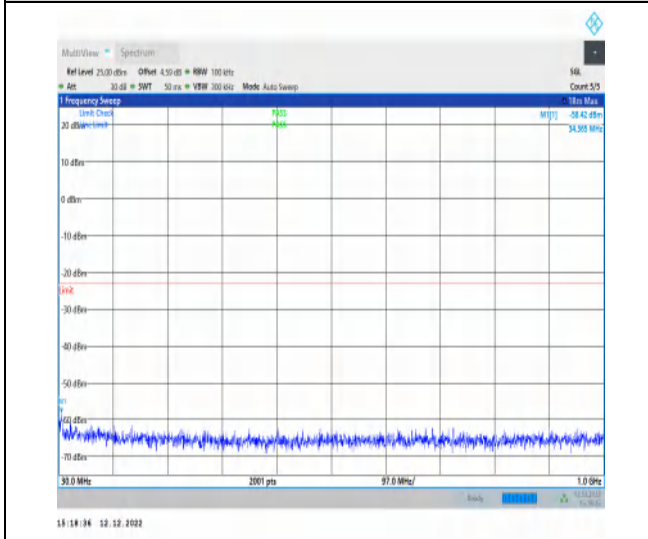 MultiView Spectrum
Ref Level 25.00 dBm Offset 4.59 dB RBW 100 kHz SGL
Att 30 dB SWT 50 ms VBW 300 kHz Mode Auto Sweep Count 5/5
1 Frequency Sweep 1Rm Max
Limit Check PASS M1[1] -58.42 dBm
20 dBm Limit PASS 34.365 MHz
10 dBm
0 dBm
-10 dBm
-20 dBm
Limit
-30 dBm
-40 dBm
-50 dBm
M1
-60 dBm
-70 dBm
30.0 MHz 2001 pts 97.0 MHz/ 1.0 GHz
Ready
15:18:36 12.12.2022